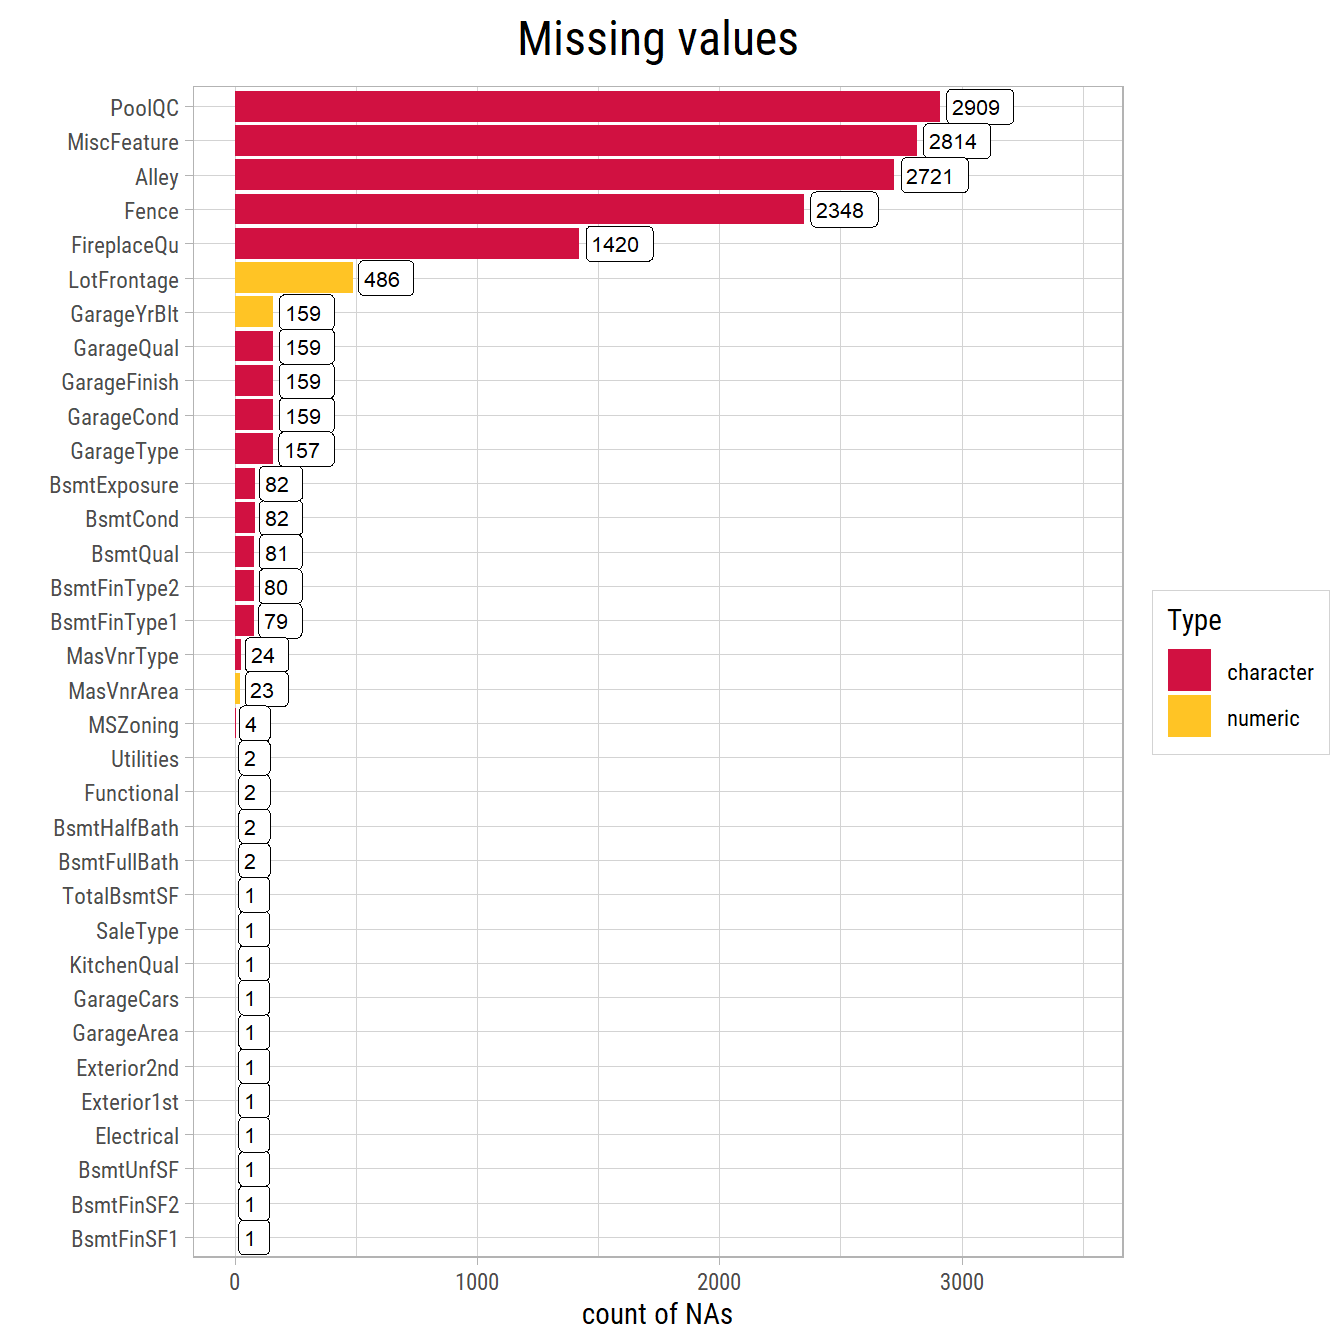 Missing values
PoolQC 2909
MiscFeature 2814
Alley 2721
Fence 2348
FireplaceQu 1420
LotFrontage 486
GarageYrBlt 159
GarageQual 159
GarageFinish 159
GarageCond 159
GarageType 157
BsmtExposure 82
BsmtCond 82
BsmtQual 81
BsmtFinType2 80
BsmtFinType1 79
MasVnrType 24
MasVnrArea 23
MSZoning 4
Utilities 2
Functional 2
BsmtHalfBath 2
BsmtFullBath 2
TotalBsmtSF 1
SaleType 1
KitchenQual 1
GarageCars 1
GarageArea 1
Exterior2nd 1
Exterior1st 1
Electrical 1
BsmtUnfSF 1
BsmtFinSF2 1
BsmtFinSF1 1
0 1000 2000 3000
count of NAs
Type
character
numeric